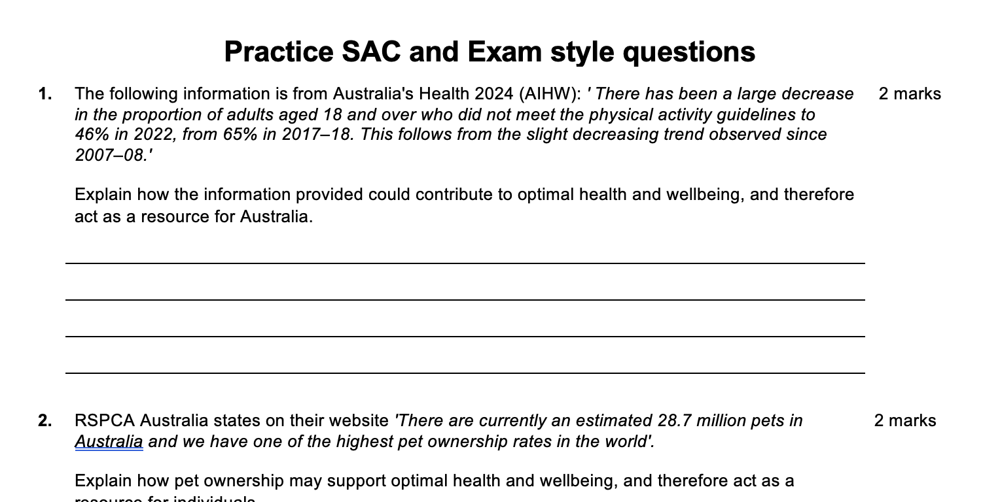 Practice SAC and Exam style questions
1. The following information is from Australia's Health 2024 (AIHW): ' There has been a large decrease 2 marks
in the proportion of adults aged 18 and over who did not meet the physical activity guidelines to
46% in 2022, from 65% in 2017–18. This follows from the slight decreasing trend observed since
2007–08.'
Explain how the information provided could contribute to optimal health and wellbeing, and therefore
act as a resource for Australia.
2. RSPCA Australia states on their website 'There are currently an estimated 28.7 million pets in 2 marks
Australia and we have one of the highest pet ownership rates in the world'.
Explain how pet ownership may support optimal health and wellbeing, and therefore act as a
resource for individuals